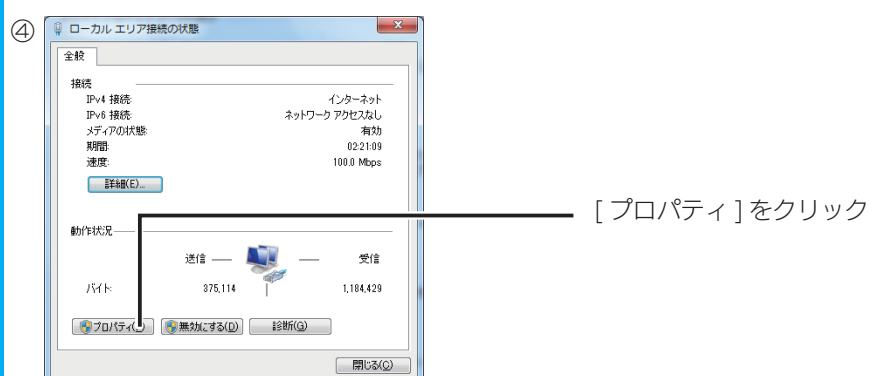 ④
ローカル エリア接続の状態
全般
接続
IPv4 接続: インターネット
IPv6 接続: ネットワーク アクセスなし
メディアの状態: 有効
期間: 02:21:09
速度: 100.0 Mbps
詳細(E)...
[ プロパティ ] をクリック
動作状況
送信 受信
バイト: 375,114 1,184,429
プロパティ( ) 無効にする(D) 診断(G)
閉じる(C)